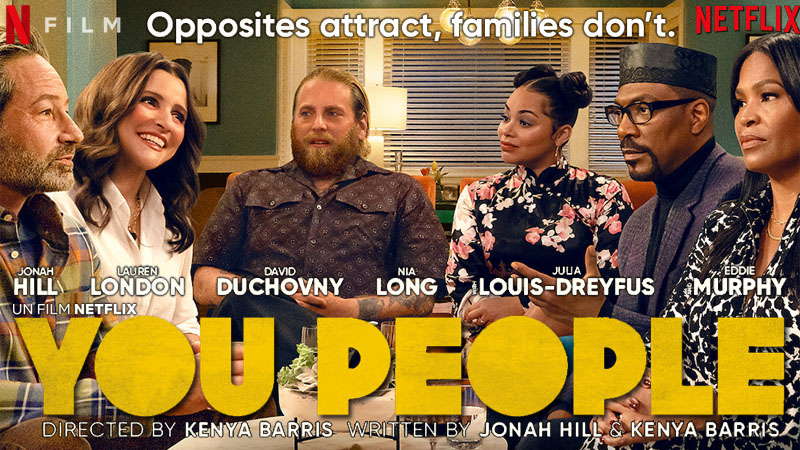 N FILM
Opposites attract, families don't.
NETFLIX
JONAH HILL
LAUREN LONDON
DAVID DUCHOVNY
NIA LONG
JULIA LOUIS-DREYFUS
AND EDDIE MURPHY
UN FILM NETFLIX
YOU PEOPLE
DIRECTED BY KENYA BARRIS WRITTEN BY JONAH HILL & KENYA BARRIS